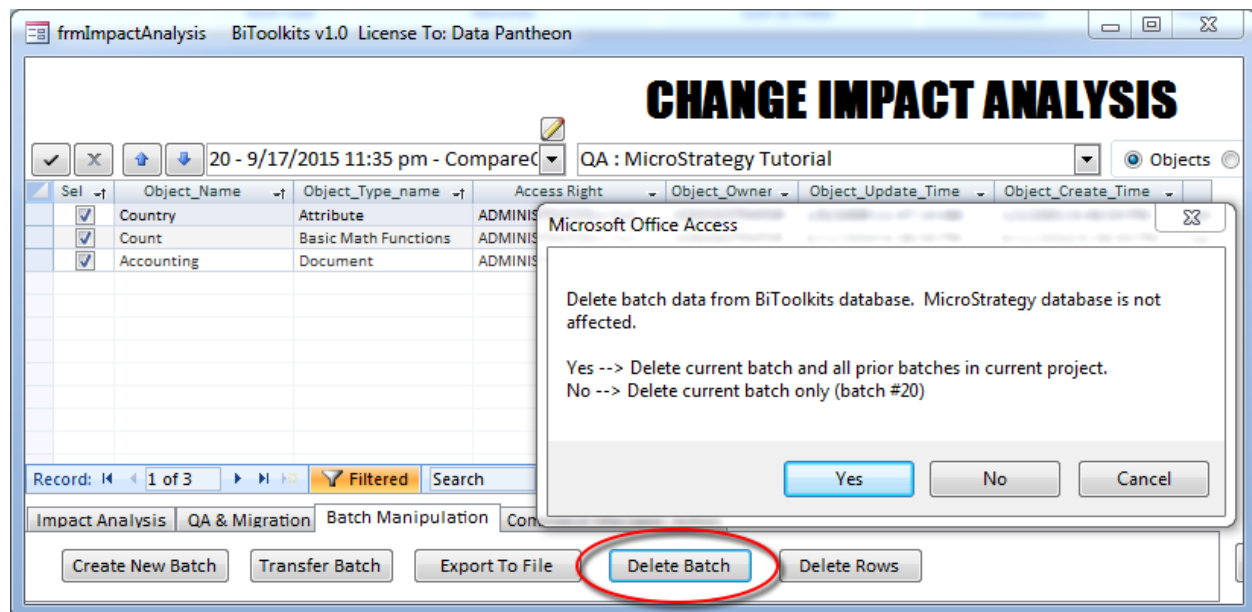 frmImpactAnalysis BiToolkits v1.0 License To: Data Pantheon
CHANGE IMPACT ANALYSIS
20 - 9/17/2015 11:35 pm - Compare
QA : MicroStrategy Tutorial
Objects
Sel Object_Name Object_Type_name Access Right Object_Owner Object_Update_Time Object_Create_Time
Country Attribute ADMINIS
Count Basic Math Functions ADMINIS
Accounting Document ADMINIS
Microsoft Office Access
Delete batch data from BiToolkits database. MicroStrategy database is not
affected.
Yes --> Delete current batch and all prior batches in current project.
No --> Delete current batch only (batch #20)
Yes No Cancel
Record: 1 of 3 Filtered Search
Impact Analysis QA & Migration Batch Manipulation
Create New Batch Transfer Batch Export To File Delete Batch Delete Rows